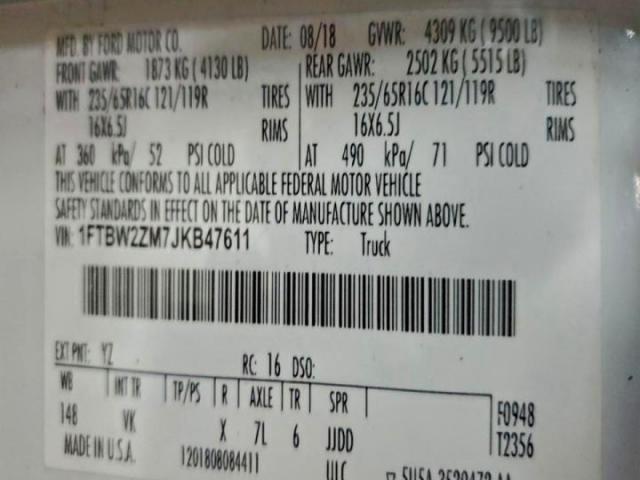 MFD. BY FORD MOTOR CO. DATE: 08/18 GVWR: 4309 KG ( 9500 LB)
FRONT GAWR: 1873 KG ( 4130 LB) REAR GAWR: 2502 KG ( 5515 LB)
WITH 235/65R16C 121/119R TIRES WITH 235/65R16C 121/119R TIRES
16X6.5J RIMS 16X6.5J RIMS
AT 360 kPa/ 52 PSI COLD AT 490 kPa/ 71 PSI COLD
THIS VEHICLE CONFORMS TO ALL APPLICABLE FEDERAL MOTOR VEHICLE
SAFETY STANDARDS IN EFFECT ON THE DATE OF MANUFACTURE SHOWN ABOVE.
VIN: 1FTBW2ZM7JKB47611 TYPE: Truck
EXT PNT: YZ RC: 16 DSO:
WB INT TR TP/PS R AXLE TR SPR
148 VK X 7L 6 JJDD F0948
T2356
MADE IN U.S.A. 1201808084411